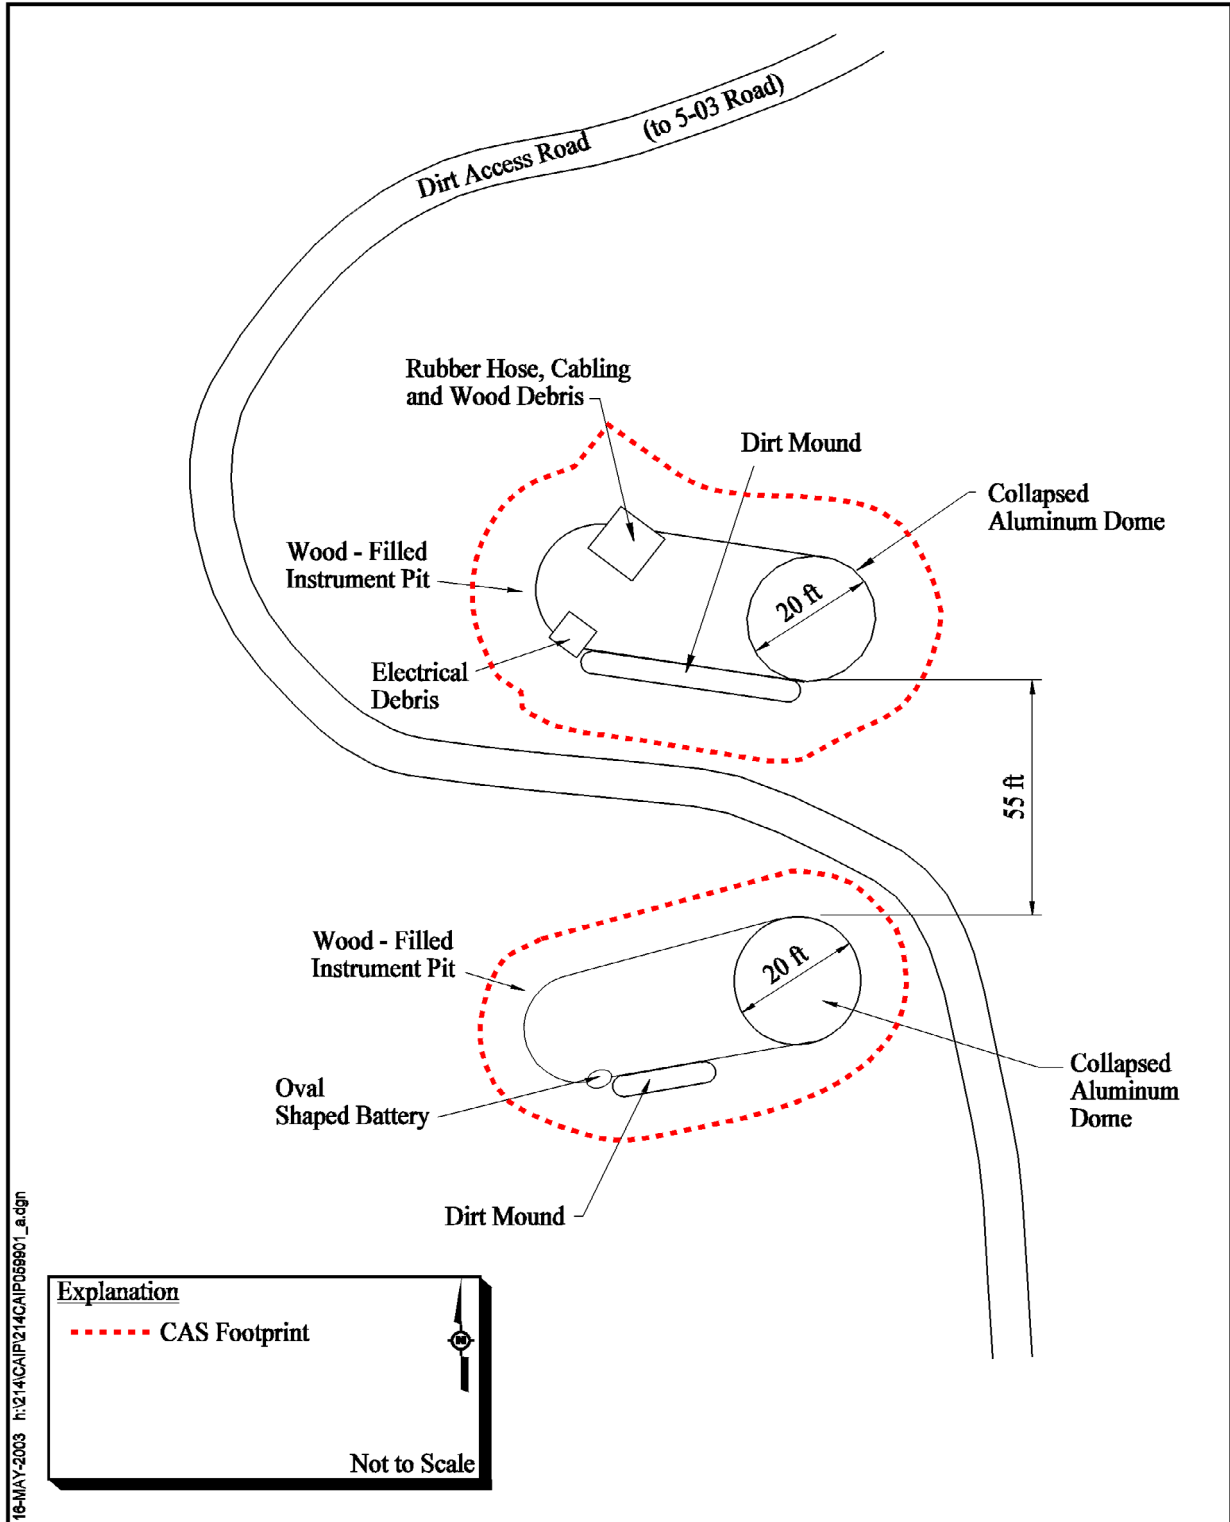 Dirt Access Road (to 5-03 Road)
Rubber Hose, Cabling
and Wood Debris
Dirt Mound
Collapsed
Aluminum Dome
Wood - Filled
Instrument Pit
20 ft
Electrical
Debris
55 ft
Wood - Filled
Instrument Pit
20 ft
Oval
Shaped Battery
Collapsed
Aluminum
Dome
Dirt Mound
Explanation
CAS Footprint
N
Not to Scale
16-MAY-2003 h:\214\CAIP\214CAIP059901_a.dgn